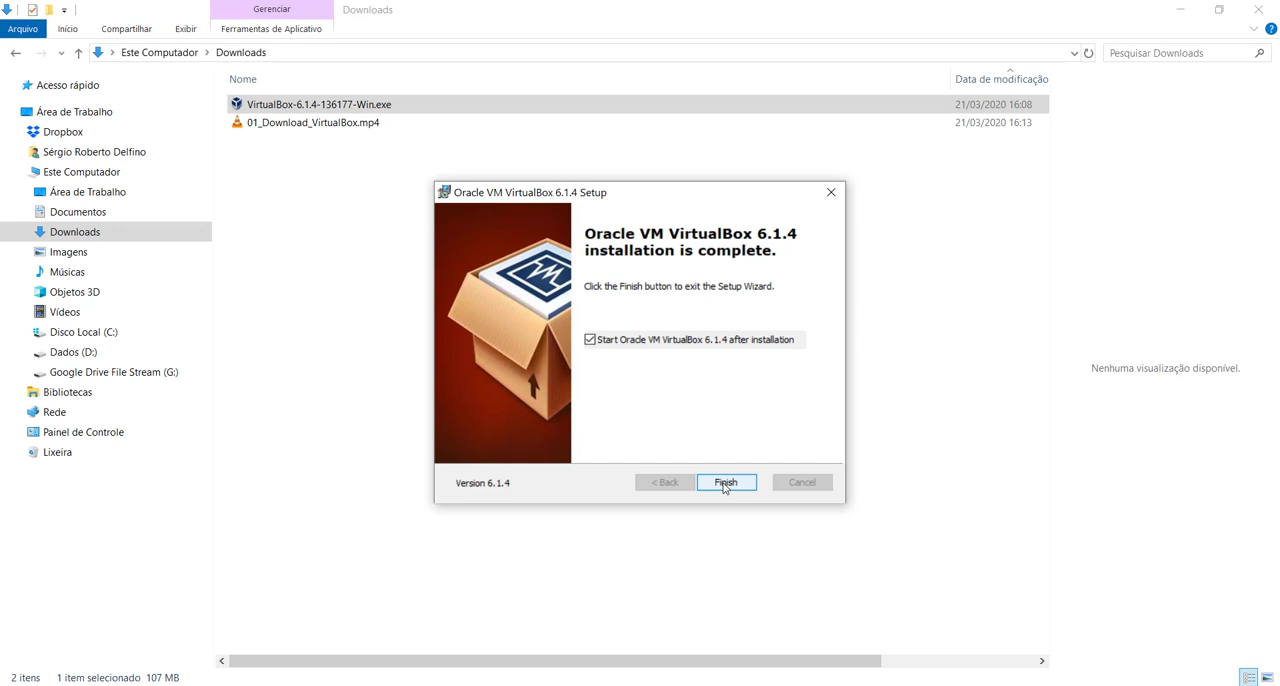 Gerenciar
Downloads
Arquivo
Início
Compartilhar
Exibir
Ferramentas de Aplicativo
?
Este Computador > Downloads
Pesquisar Downloads
Nome
Data de modificação
VirtualBox-6.1.4-136177-Win.exe
21/03/2020 16:08
01_Download_VirtualBox.mp4
21/03/2020 16:13
Acesso rápido
Área de Trabalho
Dropbox
Sérgio Roberto Delfino
Este Computador
Área de Trabalho
Documentos
Downloads
Imagens
Músicas
Objetos 3D
Vídeos
Disco Local (C:)
Dados (D:)
Google Drive File Stream (G:)
Bibliotecas
Rede
Painel de Controle
Lixeira
Oracle VM VirtualBox 6.1.4 Setup
Oracle VM VirtualBox 6.1.4
installation is complete.
Click the Finish button to exit the Setup Wizard.
Start Oracle VM VirtualBox 6.1.4 after installation
Version 6.1.4
< Back
Finish
Cancel
Nenhuma visualização disponível.
2 itens
1 item selecionado 107 MB